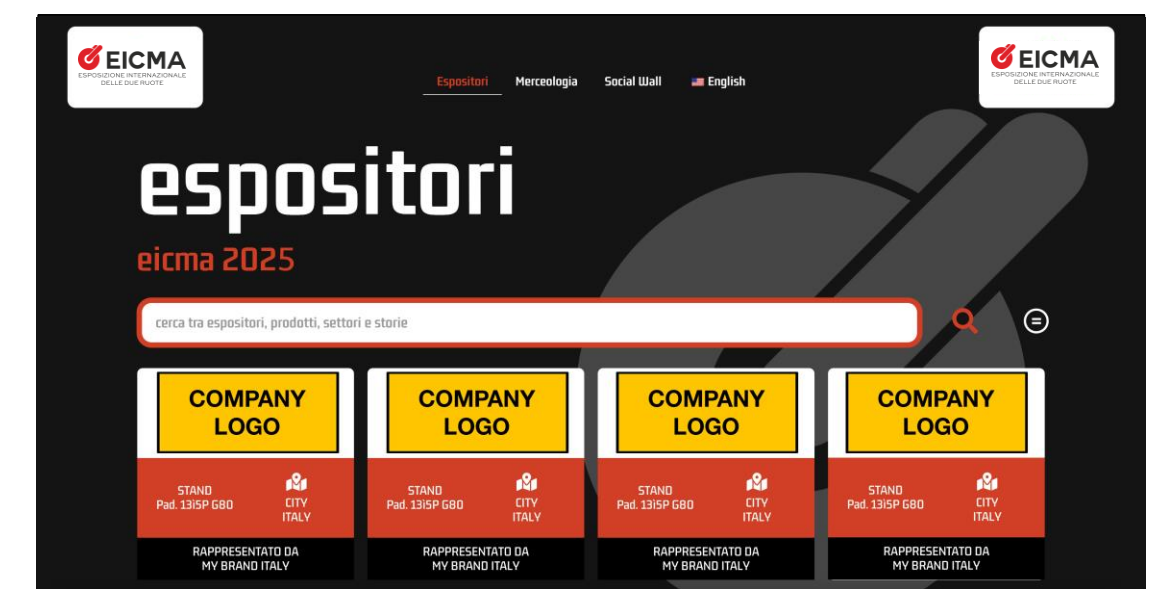 EICMA
ESPOSIZIONE INTERNAZIONALE
DELLE DUE RUOTE
Espositori Merceologia Social Wall English
EICMA
ESPOSIZIONE INTERNAZIONALE
DELLE DUE RUOTE
espositori
eicma 2025
cerca tra espositori, prodotti, settori e storie
COMPANY
LOGO
STAND
Pad. 13i5P G80
CITY
ITALY
RAPPRESENTATO DA
MY BRAND ITALY
COMPANY
LOGO
STAND
Pad. 13i5P G80
CITY
ITALY
RAPPRESENTATO DA
MY BRAND ITALY
COMPANY
LOGO
STAND
Pad. 13i5P G80
CITY
ITALY
RAPPRESENTATO DA
MY BRAND ITALY
COMPANY
LOGO
STAND
Pad. 13i5P G80
CITY
ITALY
RAPPRESENTATO DA
MY BRAND ITALY